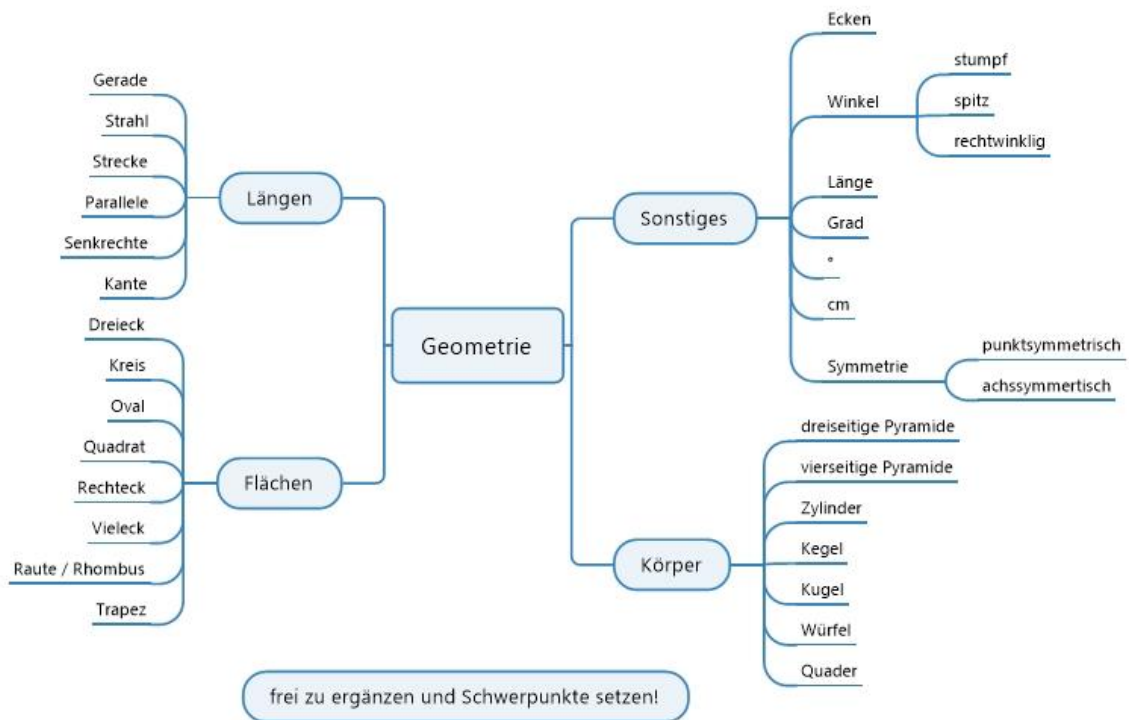 Geometrie
Längen
Gerade
Strahl
Strecke
Parallele
Senkrechte
Kante
Flächen
Dreieck
Kreis
Oval
Quadrat
Rechteck
Vieleck
Raute / Rhombus
Trapez
Sonstiges
Ecken
Winkel
stumpf
spitz
rechtwinklig
Länge
Grad
°
cm
Symmetrie
punktsymmetrisch
achssymmertisch
Körper
dreiseitige Pyramide
vierseitige Pyramide
Zylinder
Kegel
Kugel
Würfel
Quader
frei zu ergänzen und Schwerpunkte setzen!